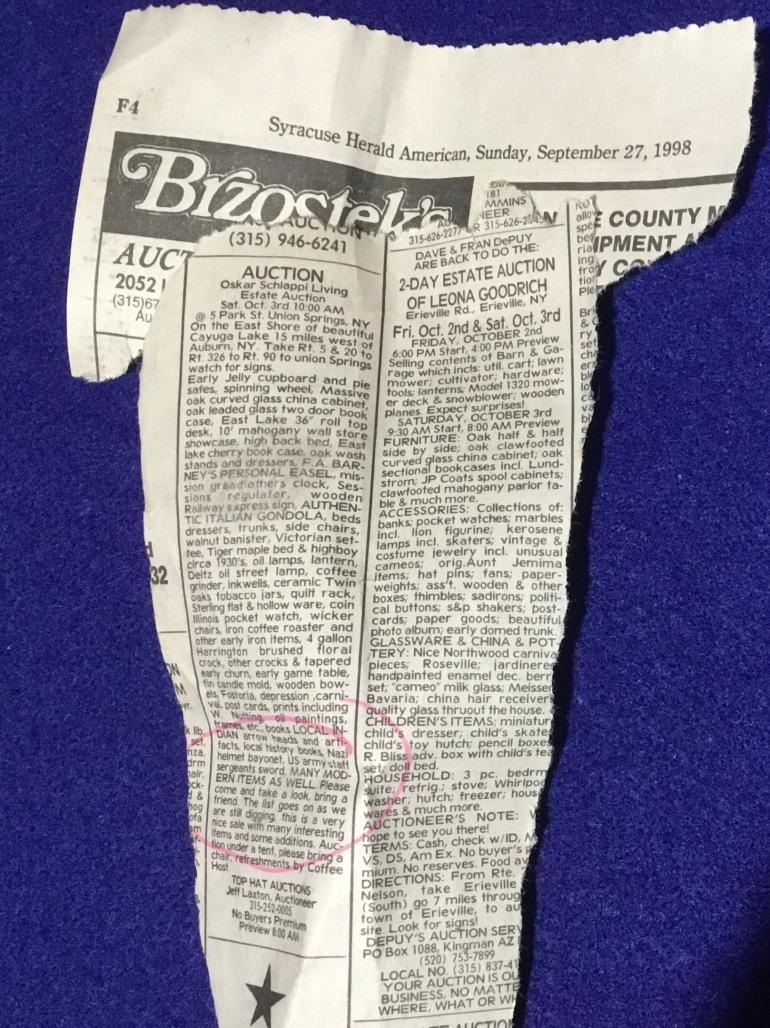 F4
Syracuse Herald American, Sunday, September 27, 1998
Brzostek's
AUCTION
AUCT
2052
(315)67
Au
(315) 946-6241
AUCTION
Oskar Schlappi Living
Estate Auction
Sat. Oct. 3rd 10:00 AM
@ 5 Park St. Union Springs, NY
On the East Shore of beautiful
Cayuga Lake 15 miles west of
Auburn, NY. Take Rt. 5 & 20 to
Rt. 326 to Rt. 90 to union Springs
watch for signs.
Early Jelly cupboard and pie
safes, spinning wheel, Massive
oak curved glass china cabinet,
oak leaded glass two door book
case, East Lake 36" roll top
desk, 10' mahogany wall store
showcase, high back bed, East
lake cherry book case, oak wash
stands and dressers, F.A. BAR-
NEY'S PERSONAL EASEL, mis-
sion grandfathers clock, Ses-
sions regulator, wooden
Railway express sign, AUTHEN-
TIC ITALIAN GONDOLA, beds
dressers, trunks, side chairs,
walnut banister, Victorian set-
tee, Tiger maple bed & highboy
circa 1930's, oil lamps, lantern,
Deitz oil street lamp, coffee
grinder, inkwells, ceramic Twin
oaks tobacco jars, quilt rack,
Sterling flat & hollow ware, coin
Illinois pocket watch, wicker
chairs, iron coffee roaster and
other early iron items, 4 gallon
Harrington brushed floral
crock, other crocks & tapered
early churn, early game table,
tin candle mold, wooden bow-
els, Fostoria, depression ,carni-
val, post cards, prints including
W. Nutting, oil paintings,
frames, etc, books LOCAL IN-
DIAN arrow heads and arti-
facts, local history books, Nazi
helmet bayonet, US army staff
sergeants sword, MANY MOD-
ERN ITEMS AS WELL. Please
come and take a look, bring a
friend. The list goes on as we
are still digging, this is a very
nice sale with many interesting
items and some additions. Auc-
tion under a tent, please bring a
chair, refreshments by Coffee
Host.
TOP HAT AUCTIONS
Jeff Laxton, Auctioneer
315-252-0005
No Buyers Premium
Preview 8:00 AM
181
MMINS
EER
315-626-2277
DAVE & FRAN DePUY
ARE BACK TO DO THE:
2-DAY ESTATE AUCTION
OF LEONA GOODRICH
Erieville Rd., Erieville, NY
Fri. Oct. 2nd & Sat. Oct. 3rd
FRIDAY, OCTOBER 2nd
6:00 PM Start, 4:00 PM Preview
Selling contents of Barn & Ga-
rage which incls: util. cart; lawn
mower; cultivator; hardware;
tools; lanterns; Model 1320 mow-
er deck & snowblower; wooden
planes. Expect surprises!
SATURDAY, OCTOBER 3rd
9:30 AM Start, 8:00 AM Preview
FURNITURE: Oak half & half
side by side; oak clawfooted
curved glass china cabinet; oak
sectional bookcases incl. Lund-
strom; JP Coats spool cabinets;
clawfooted mahogany parlor ta-
ble & much more.
ACCESSORIES: Collections of:
banks; pocket watches; marbles
incl. lion figurine; kerosene
lamps incl. skaters; vintage &
costume jewelry incl. unusual
cameos; orig.Aunt Jemima
items; hat pins; fans; paper-
weights; ass't. wooden & other
boxes; thimbles; sadirons; politi-
cal buttons; s&p shakers; post-
cards; paper goods; beautiful
photo album; early domed trunk.
GLASSWARE & CHINA & POT-
TERY: Nice Northwood carniva
pieces; Roseville; jardinere
handpainted enamel dec. berr
set; "cameo" milk glass; Meisser
Bavaria; china hair receiver
quality glass thruout the house.
CHILDREN'S ITEMS: miniatur
child's dresser; child's skate
child's toy hutch; pencil boxes
R. Bliss adv. box with child's tea
set; doll bed.
HOUSEHOLD: 3 pc. bedrm
suite; refrig.; stove; Whirlpoo
washer; hutch; freezer; hous
wares & much more.
AUCTIONEER'S NOTE:
hope to see you there!
TERMS: Cash, check w/ID, M
VS, DS, Am Ex. No buyer's p
mium. No reserves. Food av
DIRECTIONS: From Rte.
Nelson, take Erieville
(South) go 7 miles throug
town of Erieville, to au
site. Look for signs!
DEPUY'S AUCTION SERV
PO Box 1088, Kingman AZ
(520) 753-7899
LOCAL NO. (315) 837-41
YOUR AUCTION IS OU
BUSINESS, NO MATTE
WHERE, WHAT OR WH
AUCTIO
E COUNTY M
IPMENT A
Y CO
32